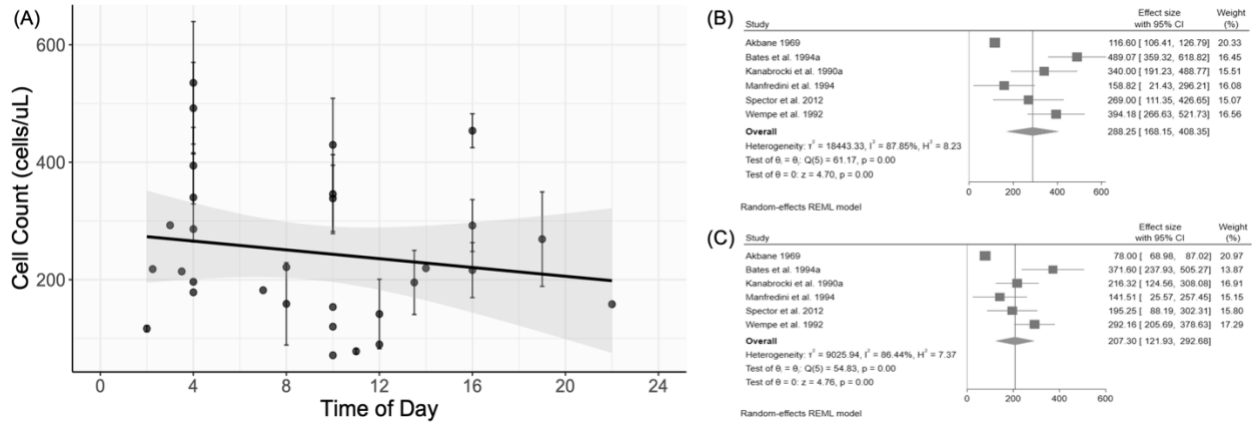 (A)
Cell Count (cells/uL)
600
400
200
0
4
8
12
16
20
24
Time of Day
(B)
Study
Effect size
with 95% CI
Weight
(%)
Akbane 1969 116.60 [ 106.41, 126.79] 20.33
Bates et al. 1994a 489.07 [ 359.32, 618.82] 16.45
Kanabrocki et al. 1990a 340.00 [ 191.23, 488.77] 15.51
Manfredini et al. 1994 158.82 [ 21.43, 296.21] 16.08
Spector et al. 2012 269.00 [ 111.35, 426.65] 15.07
Wempe et al. 1992 394.18 [ 266.63, 521.73] 16.56
Overall 288.25 [ 168.15, 408.35]
Heterogeneity: τ² = 18443.33, I² = 87.85%, H² = 8.23
Test of θᵢ = θⱼ: Q(5) = 61.17, p = 0.00
Test of θ = 0: z = 4.70, p = 0.00
0 200 400 600
Random-effects REML model
(C)
Study
Effect size
with 95% CI
Weight
(%)
Akbane 1969 78.00 [ 68.98, 87.02] 20.97
Bates et al. 1994a 371.60 [ 237.93, 505.27] 13.87
Kanabrocki et al. 1990a 216.32 [ 124.56, 308.08] 16.91
Manfredini et al. 1994 141.51 [ 25.57, 257.45] 15.15
Spector et al. 2012 195.25 [ 88.19, 302.31] 15.80
Wempe et al. 1992 292.16 [ 205.69, 378.63] 17.29
Overall 207.30 [ 121.93, 292.68]
Heterogeneity: τ² = 9025.94, I² = 86.44%, H² = 7.37
Test of θᵢ = θⱼ: Q(5) = 54.83, p = 0.00
Test of θ = 0: z = 4.76, p = 0.00
0 200 400 600
Random-effects REML model